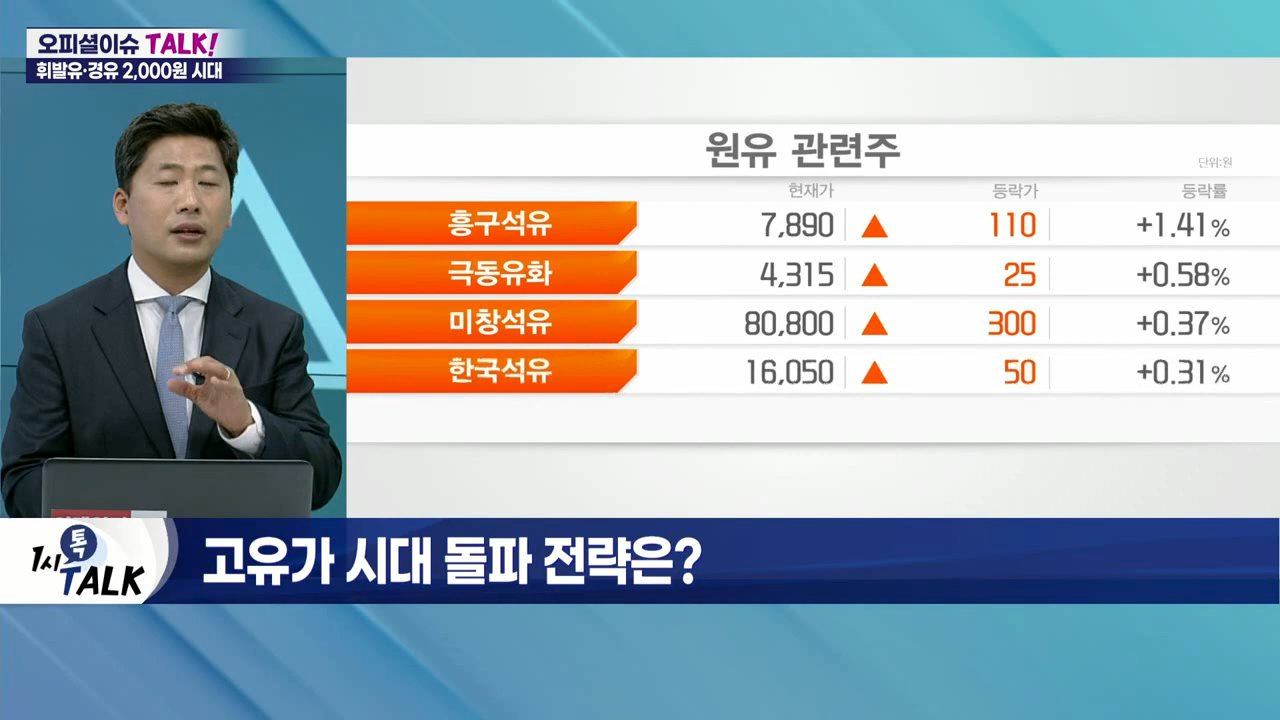 오피셜이슈 TALK!
휘발유·경유 2,000원 시대
원유 관련주
단위:원
현재가 등락가 등락률
흥구석유 7,890 ▲ 110 +1.41%
극동유화 4,315 ▲ 25 +0.58%
미창석유 80,800 ▲ 300 +0.37%
한국석유 16,050 ▲ 50 +0.31%
1시 톡 TALK
고유가 시대 돌파 전략은?